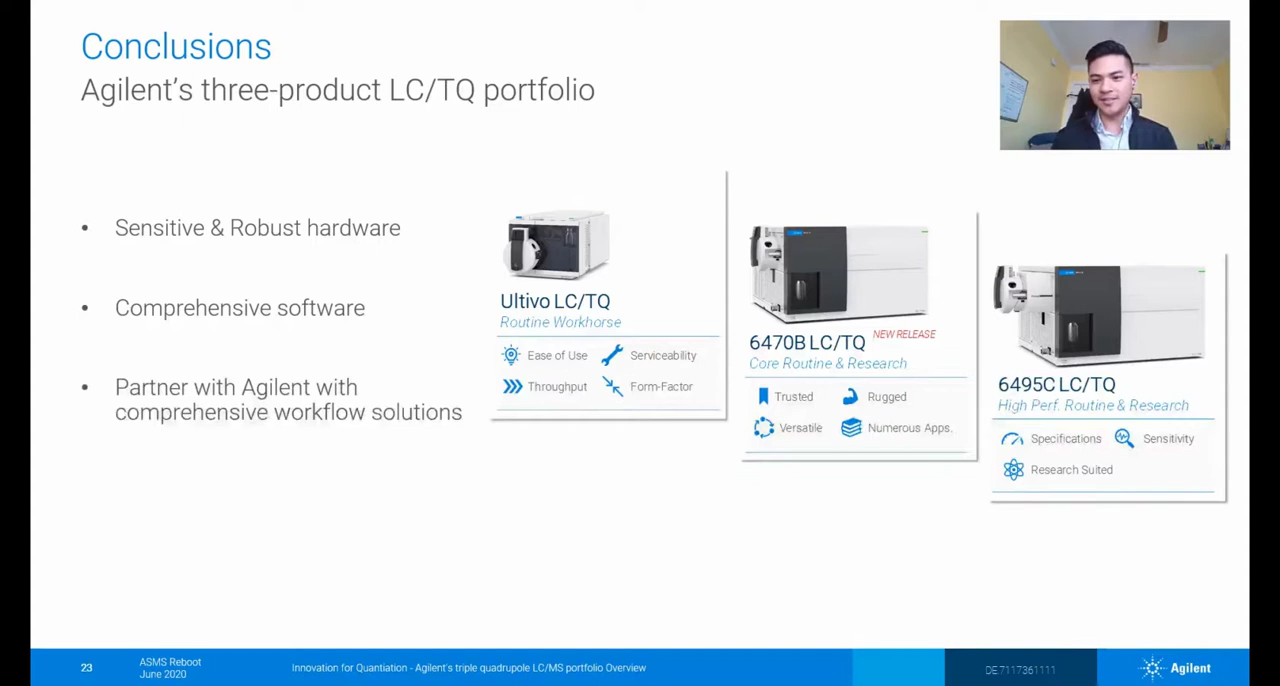 Conclusions
Agilent's three-product LC/TQ portfolio
• Sensitive & Robust hardware
• Comprehensive software
• Partner with Agilent with
comprehensive workflow solutions
Ultivo LC/TQ
Routine Workhorse
Ease of Use
Serviceability
Throughput
Form-Factor
6470B LC/TQ
NEW RELEASE
Core Routine & Research
Trusted
Rugged
Versatile
Numerous Apps.
6495C LC/TQ
High Perf. Routine & Research
Specifications
Sensitivity
Research Suited
23
ASMS Reboot
June 2020
Innovation for Quantiation - Agilent's triple quadrupole LC/MS portfolio Overview
DE.7117361111
Agilent